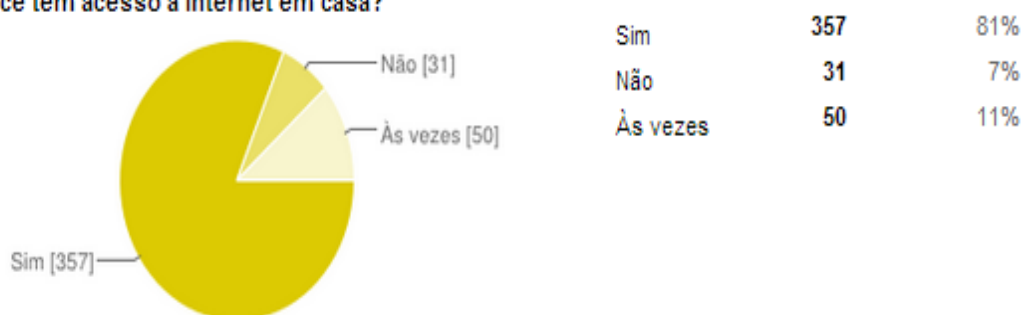 cê tem acesso a internet em casa?
Sim 357 81%
Não 31 7%
Às vezes 50 11%
Não [31]
Às vezes [50]
Sim [357]